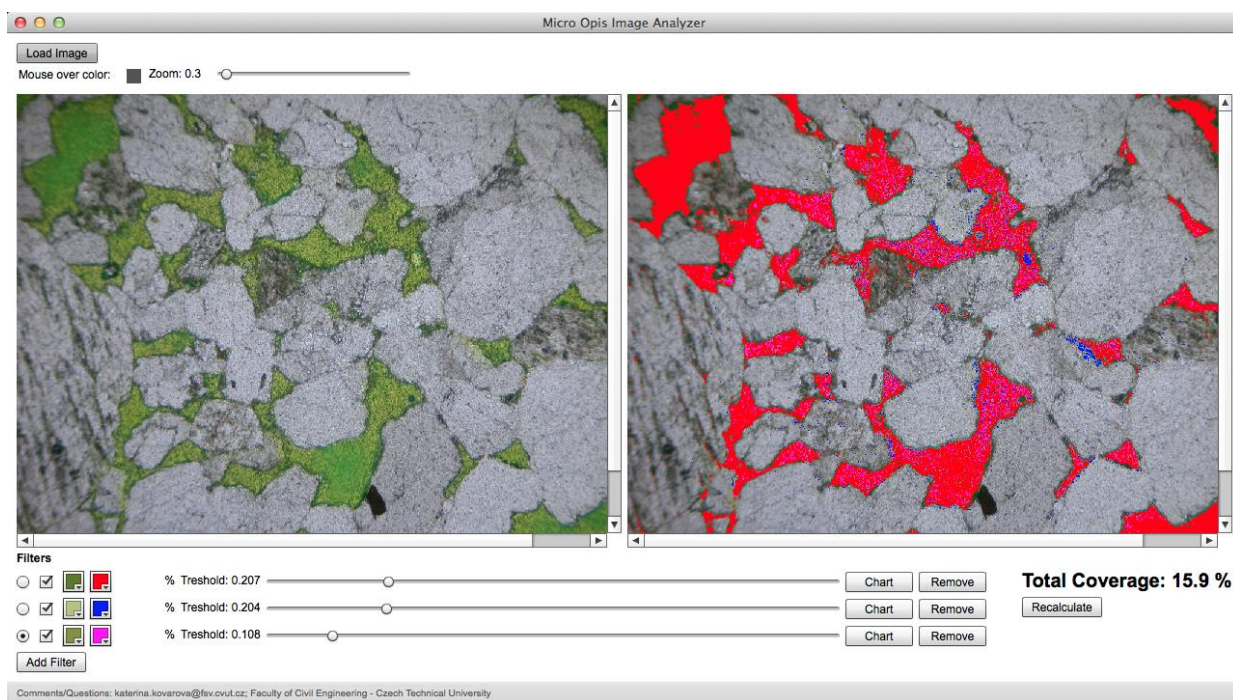 Micro Opis Image Analyzer
Load Image
Mouse over color: Zoom: 0.3
Filters
% Treshold: 0.207 Chart Remove
Total Coverage: 15.9 %
% Treshold: 0.204 Chart Remove
Recalculate
% Treshold: 0.108 Chart Remove
Add Filter
Comments/Questions: katerina.kovarova@fsv.cvut.cz; Faculty of Civil Engineering - Czech Technical University